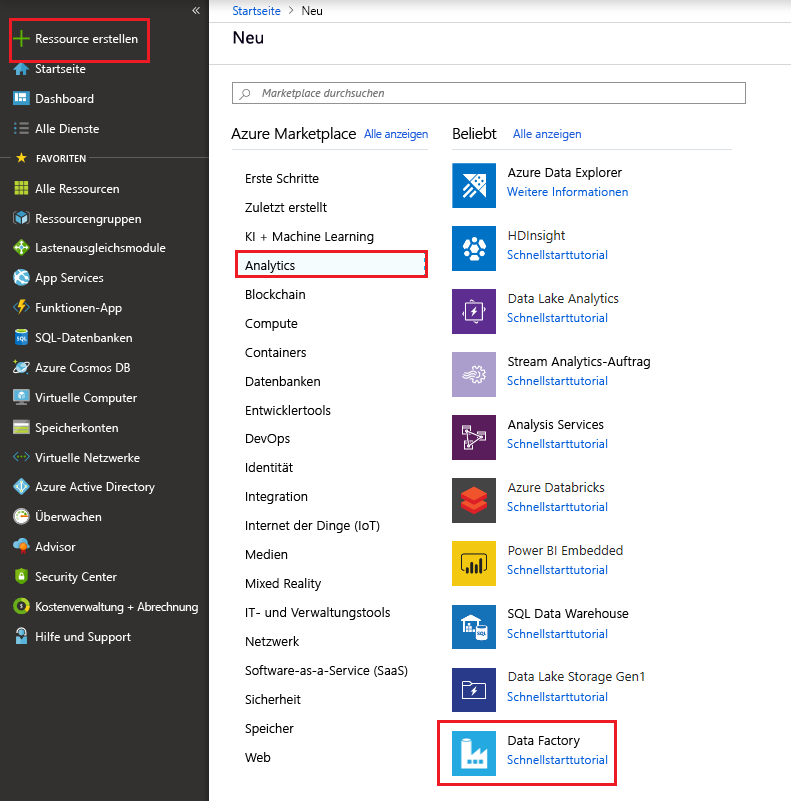 «
Ressource erstellen
Startseite
Dashboard
Alle Dienste
FAVORITEN
Alle Ressourcen
Ressourcengruppen
Lastenausgleichsmodule
App Services
Funktionen-App
SQL-Datenbanken
Azure Cosmos DB
Virtuelle Computer
Speicherkonten
Virtuelle Netzwerke
Azure Active Directory
Überwachen
Advisor
Security Center
Kostenverwaltung + Abrechnung
Hilfe und Support
Startseite > Neu
Neu
Marketplace durchsuchen
Azure Marketplace Alle anzeigen
Erste Schritte
Zuletzt erstellt
KI + Machine Learning
Analytics
Blockchain
Compute
Containers
Datenbanken
Entwicklertools
DevOps
Identität
Integration
Internet der Dinge (IoT)
Medien
Mixed Reality
IT- und Verwaltungstools
Netzwerk
Software-as-a-Service (SaaS)
Sicherheit
Speicher
Web
Beliebt Alle anzeigen
Azure Data Explorer
Weitere Informationen
HDInsight
Schnellstarttutorial
Data Lake Analytics
Schnellstarttutorial
Stream Analytics-Auftrag
Schnellstarttutorial
Analysis Services
Schnellstarttutorial
Azure Databricks
Schnellstarttutorial
Power BI Embedded
Schnellstarttutorial
SQL Data Warehouse
Schnellstarttutorial
Data Lake Storage Gen1
Schnellstarttutorial
Data Factory
Schnellstarttutorial